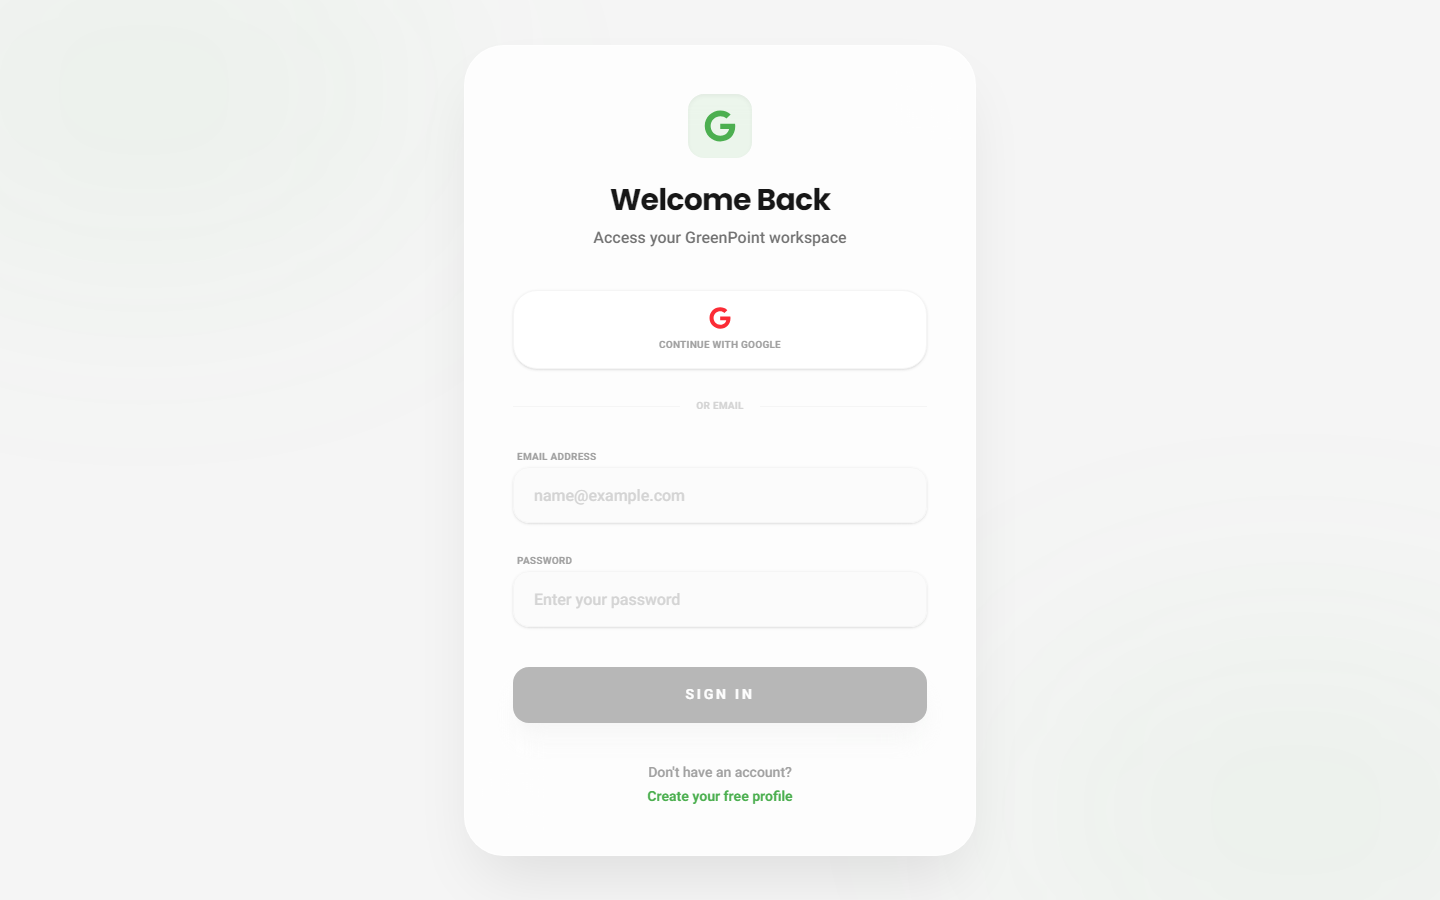 Welcome Back
Access your GreenPoint workspace
CONTINUE WITH GOOGLE
OR EMAIL
EMAIL ADDRESS
name@example.com
PASSWORD
Enter your password
SIGN IN
Don't have an account?
Create your free profile